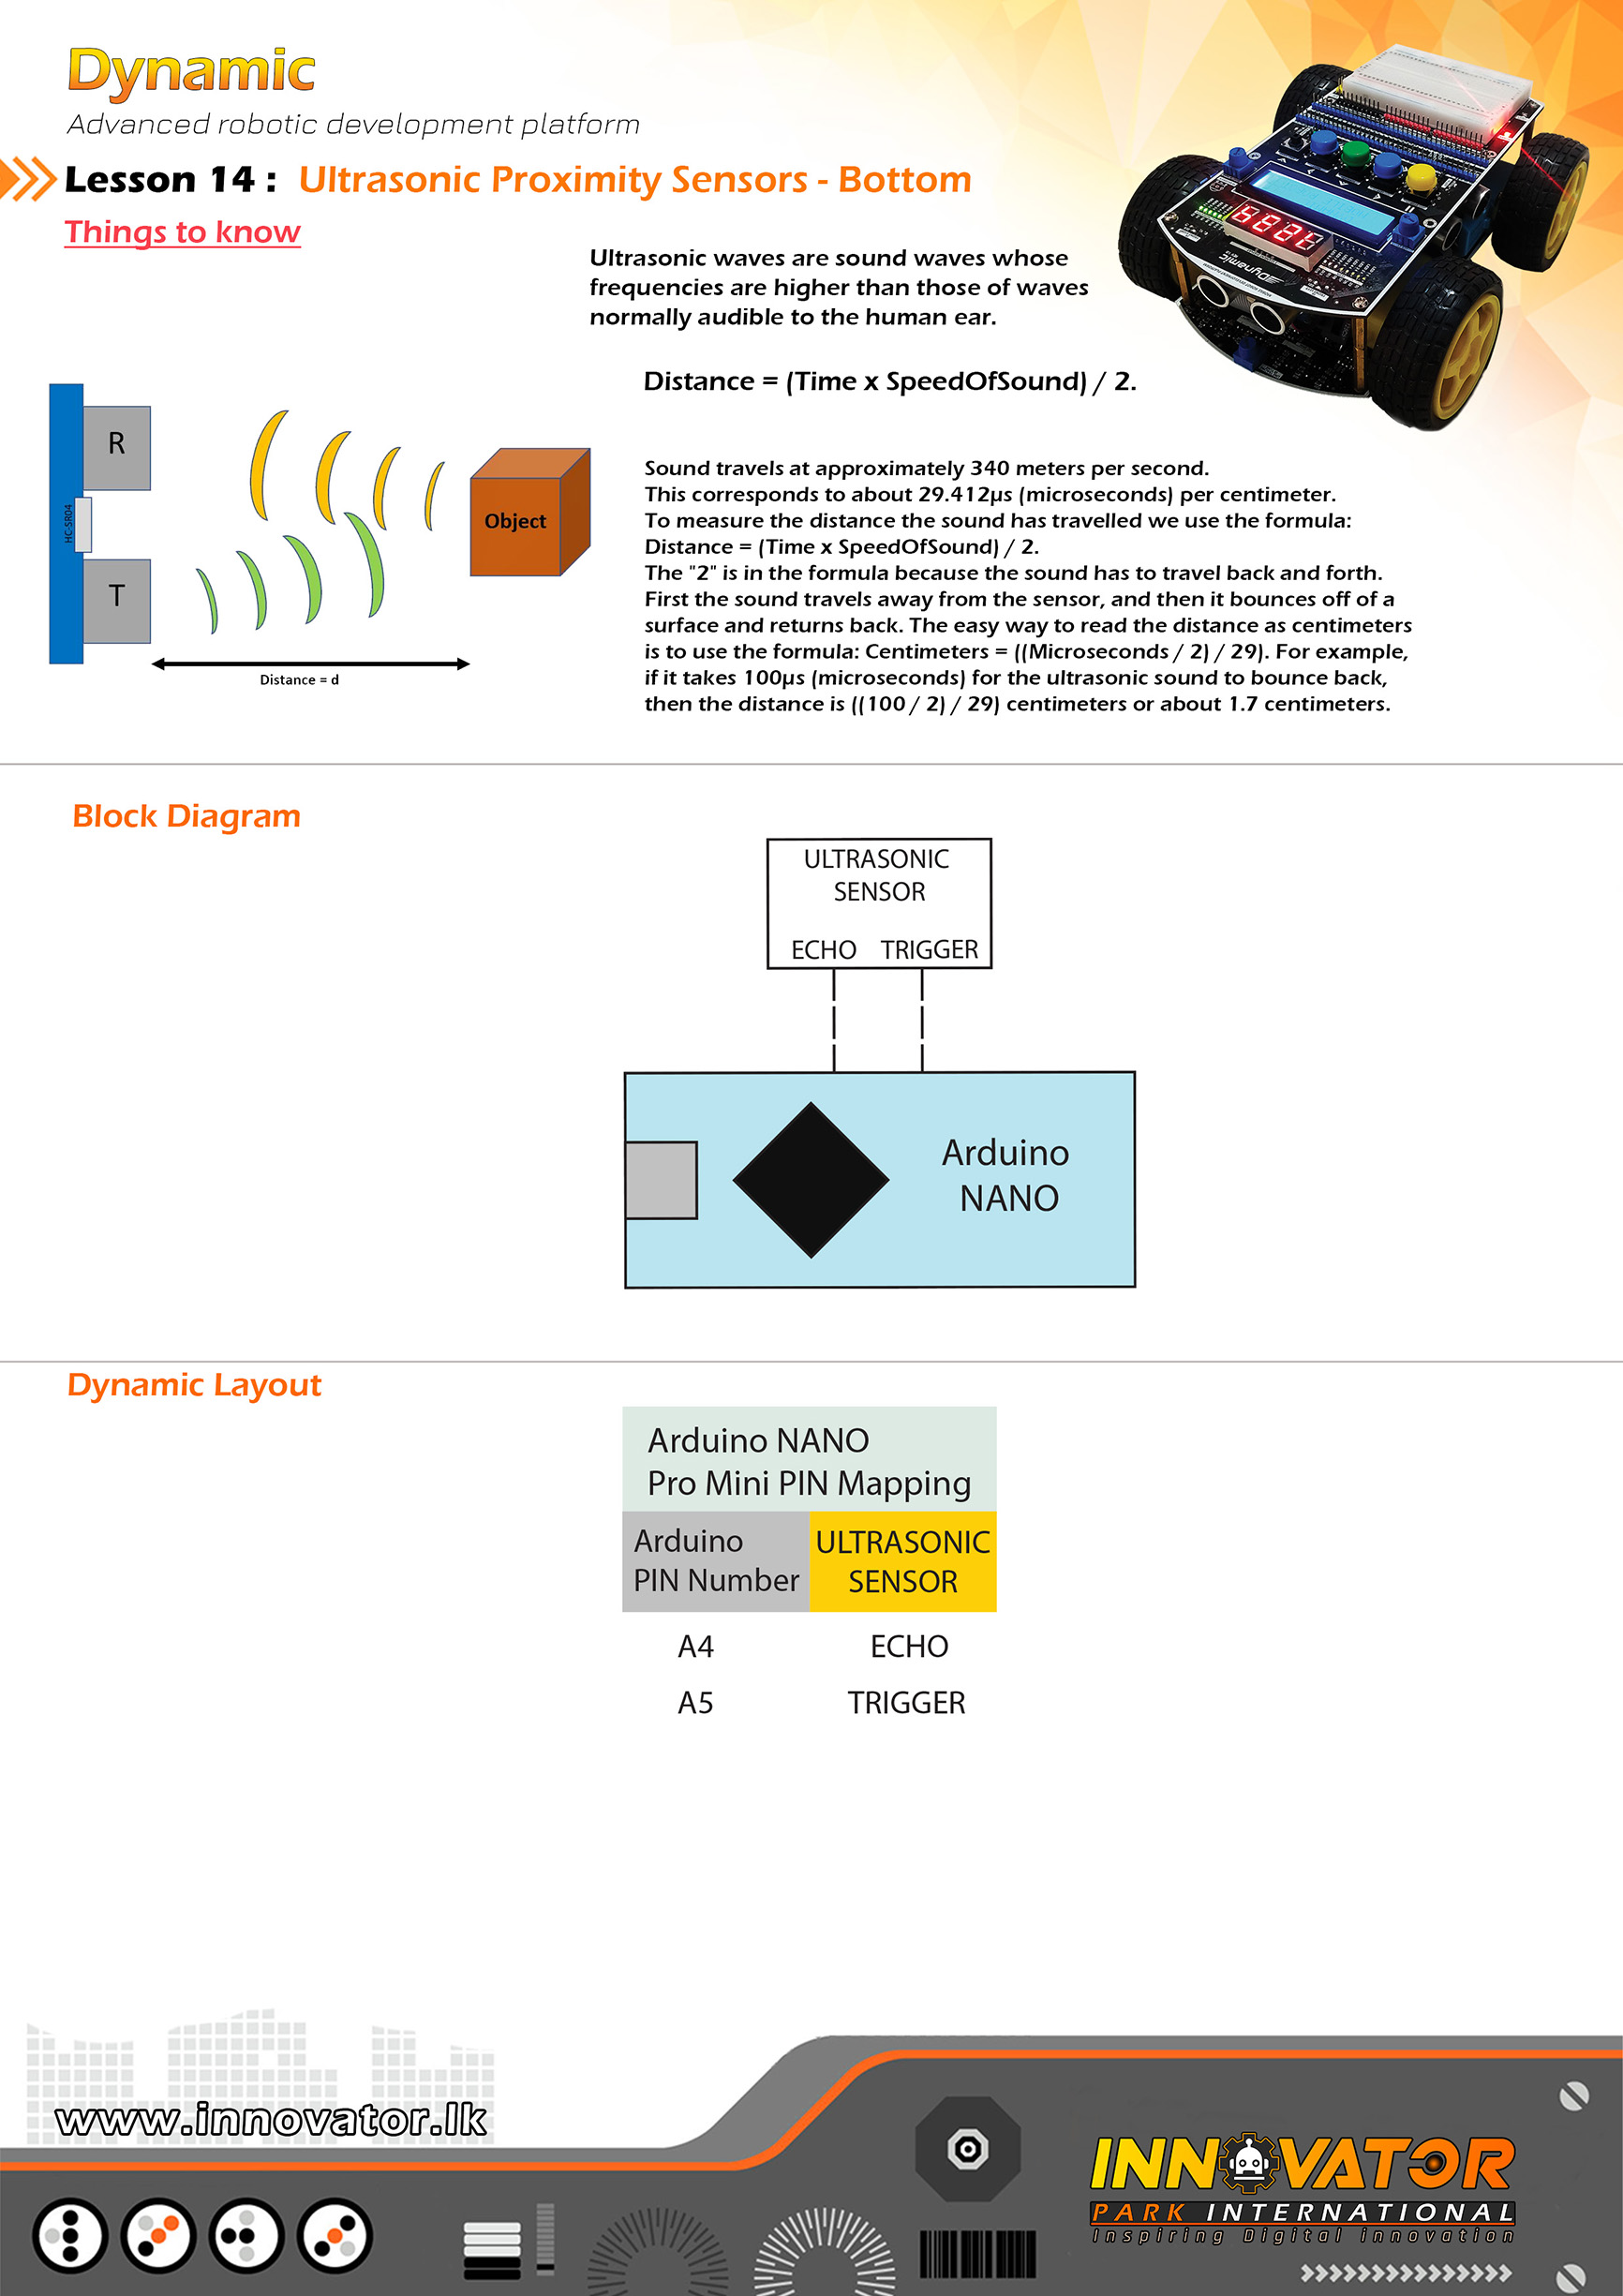 Dynamic
Advanced robotic development platform
Lesson 14 : Ultrasonic Proximity Sensors - Bottom
Things to know
Ultrasonic waves are sound waves whose
frequencies are higher than those of waves
normally audible to the human ear.
Distance = (Time x SpeedOfSound) / 2.
R
HC-SR04
T
Object
Distance = d
Sound travels at approximately 340 meters per second.
This corresponds to about 29.412µs (microseconds) per centimeter.
To measure the distance the sound has travelled we use the formula:
Distance = (Time x SpeedOfSound) / 2.
The "2" is in the formula because the sound has to travel back and forth.
First the sound travels away from the sensor, and then it bounces off of a
surface and returns back. The easy way to read the distance as centimeters
is to use the formula: Centimeters = ((Microseconds / 2) / 29). For example,
if it takes 100µs (microseconds) for the ultrasonic sound to bounce back,
then the distance is ((100 / 2) / 29) centimeters or about 1.7 centimeters.
Block Diagram
ULTRASONIC
SENSOR
ECHO TRIGGER
Arduino
NANO
Dynamic Layout
Arduino NANO
Pro Mini PIN Mapping
Arduino
PIN Number
ULTRASONIC
SENSOR
A4 ECHO
A5 TRIGGER
www.innovator.lk
INNOVATOR
PARK INTERNATIONAL
Inspiring Digital innovation